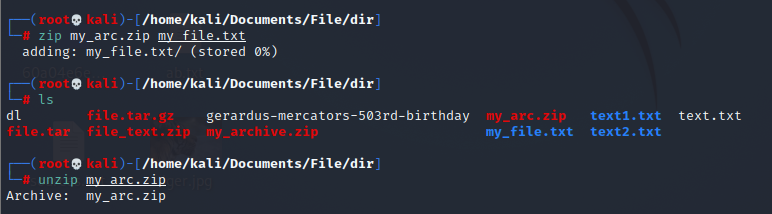 ┌──(root💀kali)-[/home/kali/Documents/File/dir]
└─# zip my_arc.zip my_file.txt
  adding: my_file.txt/ (stored 0%)
┌──(root💀kali)-[/home/kali/Documents/File/dir]
└─# ls
dl        file.tar.gz    gerardus-mercators-503rd-birthday  my_arc.zip   text1.txt  text.txt
file.tar  file_text.zip  my_archive.zip                     my_file.txt  text2.txt
┌──(root💀kali)-[/home/kali/Documents/File/dir]
└─# unzip my_arc.zip
Archive:  my_arc.zip